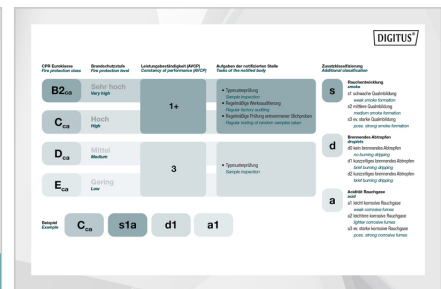 DIGITUS®
CPR Euroklasse
Fire protection class
Brandschutzstufe
Fire protection level
Leistungsbeständigkeit (AVCP)
Constancy of performance (AVCP)
Aufgaben der notifizierten Stelle
Tasks of the notified body
Zusatzklassifizierung
Additional classification
B2ca
Sehr hoch
Very high
Cca
Hoch
High
1+
• Typmusterprüfung
Sample inspection
• Regelmäßige Werksauditierung
Regular factory auditing
• Regelmäßige Prüfung entnommener Stichproben
Regular testing of random samples taken
Dca
Mittel
Medium
Eca
Gering
Low
3
• Typmusterprüfung
Sample inspection
s
Rauchentwicklung
smoke
s1 schwache Qualmbildung
weak smoke formation
s2 mittlere Qualmbildung
medium smoke formation
s3 ev. starke Qualmbildung
poss. strong smoke formation
d
Brennendes Abtropfen
droplets
d0 kein brennendes Abtropfen
no burning dripping
d1 kurzzeitiges brennendes Abtropfen
brief burning dripping
d2 kurzzeitiges brennendes Abtropfen
brief burning dripping
a
Acidität Rauchgase
acid
a1 leicht korrosive Rauchgase
weak corrosive fumes
a2 leichtere korrosive Rauchgase
lighter corrosive fumes
a3 ev. starke korrosive Rauchgase
poss. strong corrosive fumes
Beispiel
Example
Cca
s1a
d1
a1